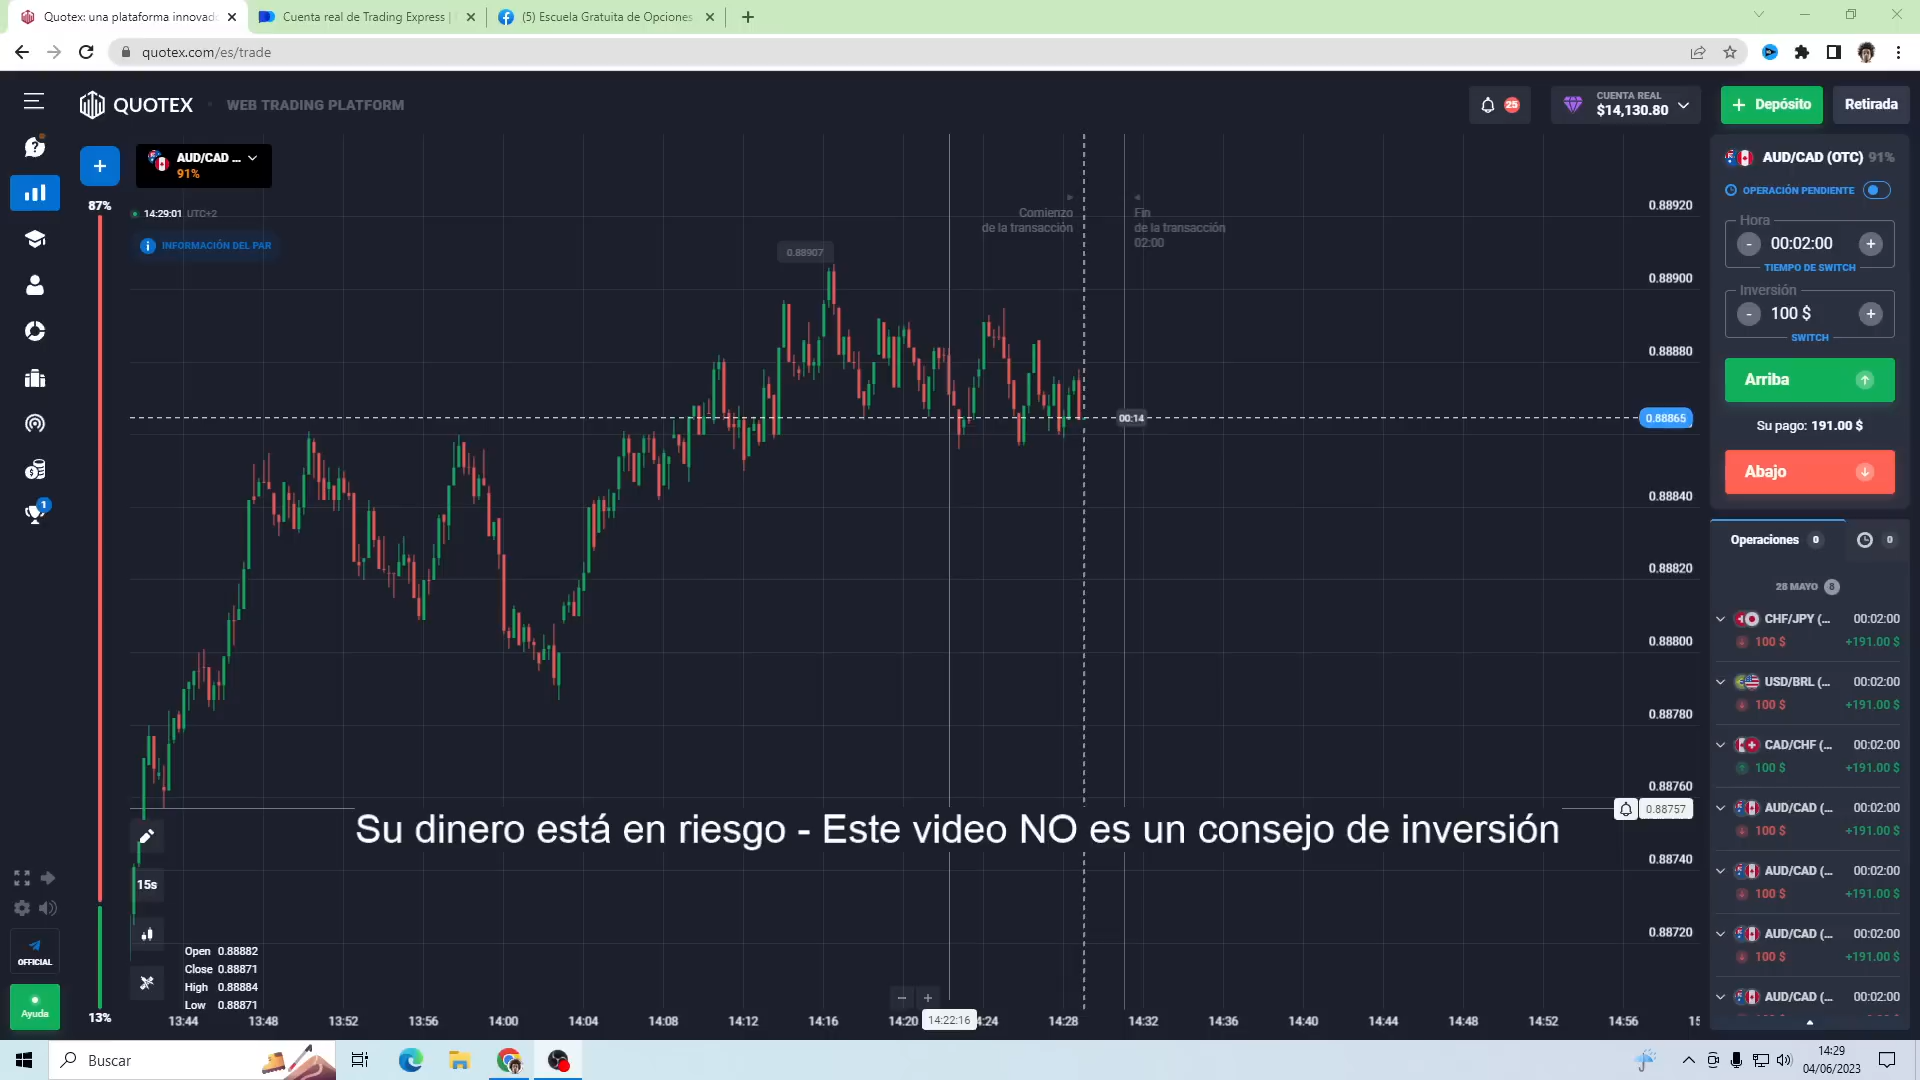 Quotex: una plataforma innovado
Cuenta real de Trading Express |
(5) Escuela Gratuita de Opciones
quotex.com/es/trade
QUOTEX
WEB TRADING PLATFORM
25
CUENTA REAL
$14,130.80
+ Depósito
Retirada
AUD/CAD ...
91%
87%
14:29:01 UTC+2
INFORMACIÓN DEL PAR
0.88907
Comienzo
de la transacción
Fin
de la transacción
02:00
0.88920
0.88900
0.88880
00:14
0.88865
0.88840
0.88820
0.88800
0.88780
0.88760
0.88757
0.88740
0.88720
AUD/CAD (OTC) 91%
OPERACIÓN PENDIENTE
Hora
- 00:02:00 +
TIEMPO DE SWITCH
Inversión
- 100 $ +
SWITCH
Arriba
Su pago: 191.00 $
Abajo
Operaciones 0
0
28 MAYO 8
CHF/JPY (... 00:02:00
100 $ +191.00 $
USD/BRL (... 00:02:00
100 $ +191.00 $
CAD/CHF (... 00:02:00
100 $ +191.00 $
AUD/CAD (... 00:02:00
100 $ +191.00 $
AUD/CAD (... 00:02:00
100 $ +191.00 $
AUD/CAD (... 00:02:00
100 $ +191.00 $
AUD/CAD (... 00:02:00
1
Su dinero está en riesgo - Este video NO es un consejo de inversión
15s
OFFICIAL
Ayuda
13%
Open 0.88882
Close 0.88871
High 0.88884
Low 0.88871
13:44 13:48 13:52 13:56 14:00 14:04 14:08 14:12 14:16 14:20 14:22:16 4:24 14:28 14:32 14:36 14:40 14:44 14:48 14:52 14:56 15
Buscar
14:29
04/06/2023